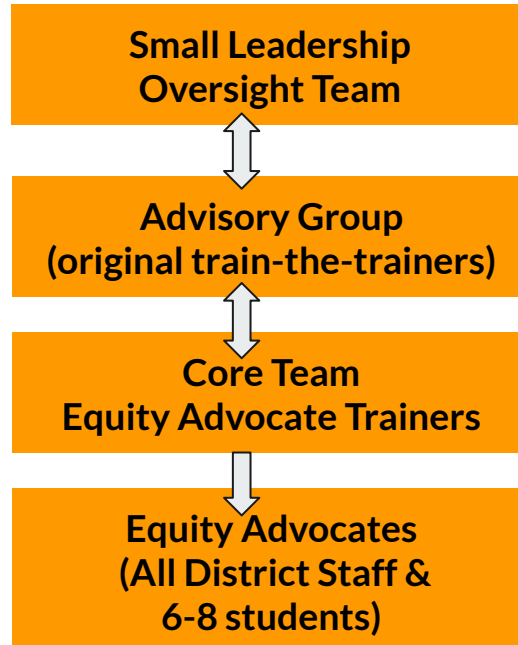 Small Leadership
Oversight Team
Advisory Group
(original train-the-trainers)
Core Team
Equity Advocate Trainers
Equity Advocates
(All District Staff &
6-8 students)